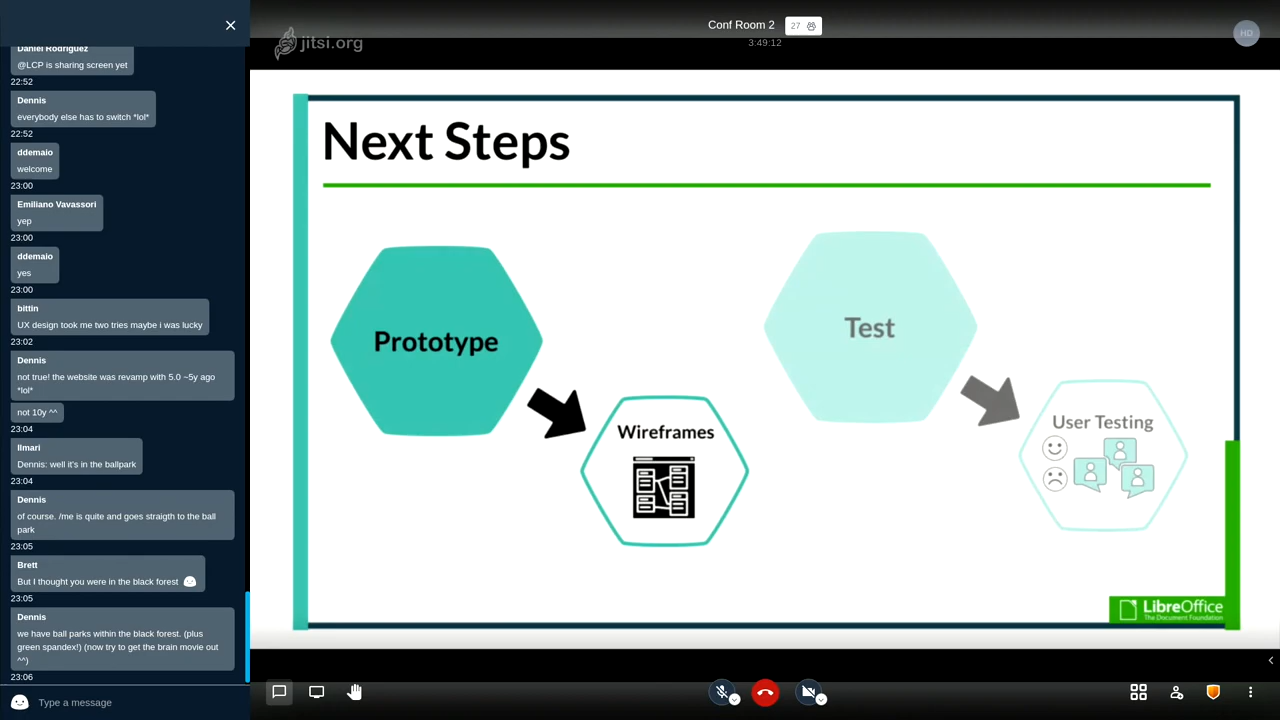 Daniel Rodriguez
@LCP is sharing screen yet
22:52
Dennis
everybody else has to switch *lol*
22:52
ddemaio
welcome
23:00
Emiliano Vavassori
yep
23:00
ddemaio
yes
23:00
bittin
UX design took me two tries maybe i was lucky
23:02
Dennis
not true! the website was revamp with 5.0 ~5y ago
*lol*
not 10y ^^
23:04
Ilmari
Dennis: well it's in the ballpark
23:04
Dennis
of course. /me is quite and goes straigth to the ball
park
23:05
Brett
But I thought you were in the black forest
23:05
Dennis
we have ball parks within the black forest. (plus
green spandex!) (now try to get the brain movie out
^^)
23:06
Type a message
jitsi.org
Conf Room 2
27
3:49:12
HD
Next Steps
Prototype
Wireframes
Test
User Testing
LibreOffice
The Document Foundation